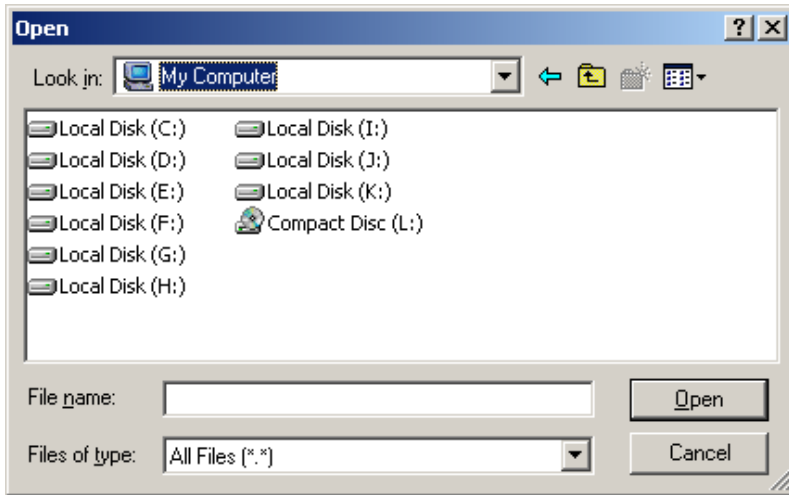 Open
Look in: My Computer
Local Disk (C:) Local Disk (I:)
Local Disk (D:) Local Disk (J:)
Local Disk (E:) Local Disk (K:)
Local Disk (F:) Compact Disc (L:)
Local Disk (G:)
Local Disk (H:)
File name: Open
Files of type: All Files (*.*) Cancel